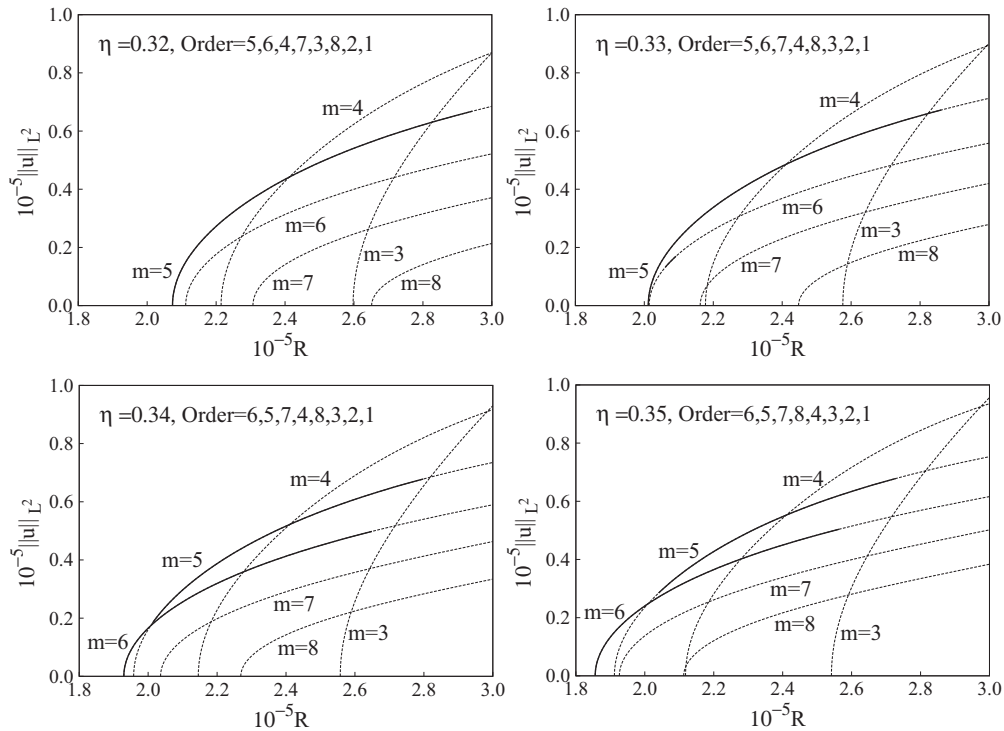 η =0.32, Order=5,6,4,7,3,8,2,1
1.0
0.8
0.6
0.4
0.2
0.0
10⁻⁵||u|| L²
m=4
m=6
m=5
m=7
m=3
m=8
1.8 2.0 2.2 2.4 2.6 2.8 3.0
10⁻⁵R
η =0.33, Order=5,6,7,4,8,3,2,1
1.0
0.8
0.6
0.4
0.2
0.0
10⁻⁵||u|| L²
m=4
m=6
m=5
m=7
m=3
m=8
1.8 2.0 2.2 2.4 2.6 2.8 3.0
10⁻⁵R
η =0.34, Order=6,5,7,4,8,3,2,1
1.0
0.8
0.6
0.4
0.2
0.0
10⁻⁵||u|| L²
m=4
m=5
m=7
m=6
m=8
m=3
1.8 2.0 2.2 2.4 2.6 2.8 3.0
10⁻⁵R
η =0.35, Order=6,5,7,8,4,3,2,1
1.0
0.8
0.6
0.4
0.2
0.0
10⁻⁵||u|| L²
m=4
m=5
m=7
m=6
m=8
m=3
1.8 2.0 2.2 2.4 2.6 2.8 3.0
10⁻⁵R